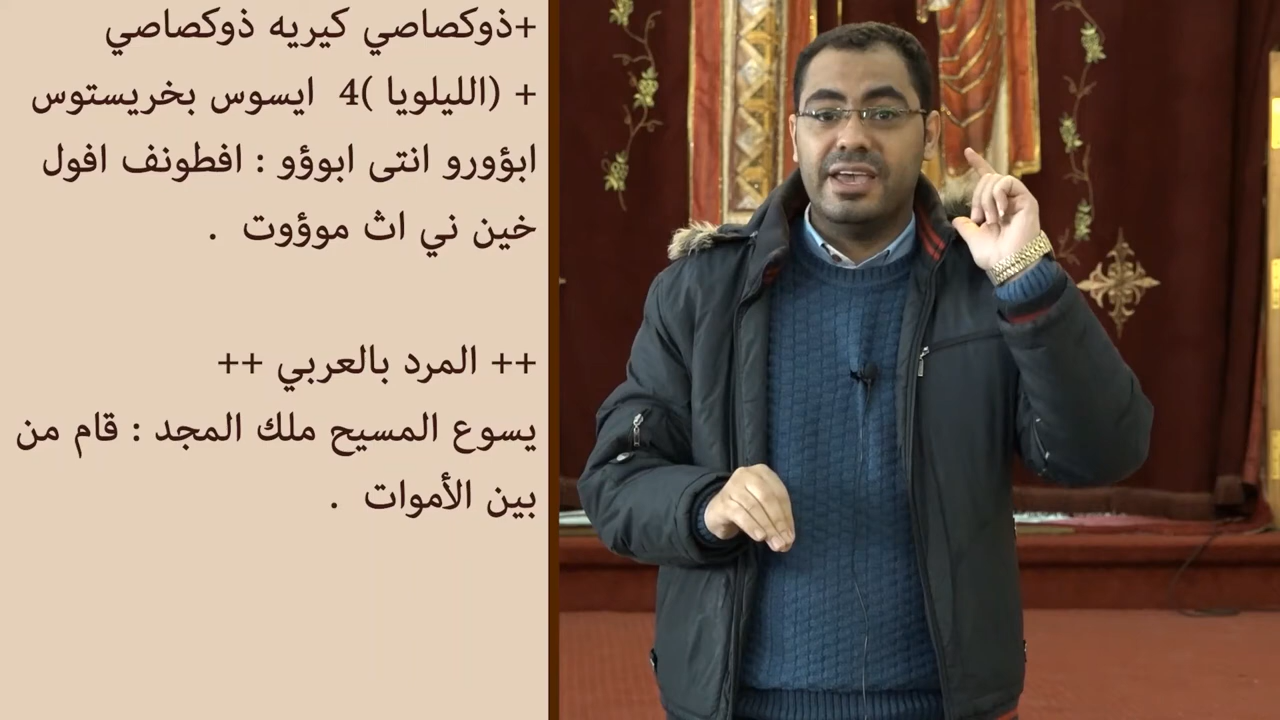 +ذوكصاصي كيريه ذوكصاصي
+ (الليلويا )4 ايسوس بخريستوس
ابؤورو انتى ابوؤو : افطونف افول
خين ني اث موؤوت .
++ المرد بالعربي ++
يسوع المسيح ملك المجد : قام من
بين الأموات .